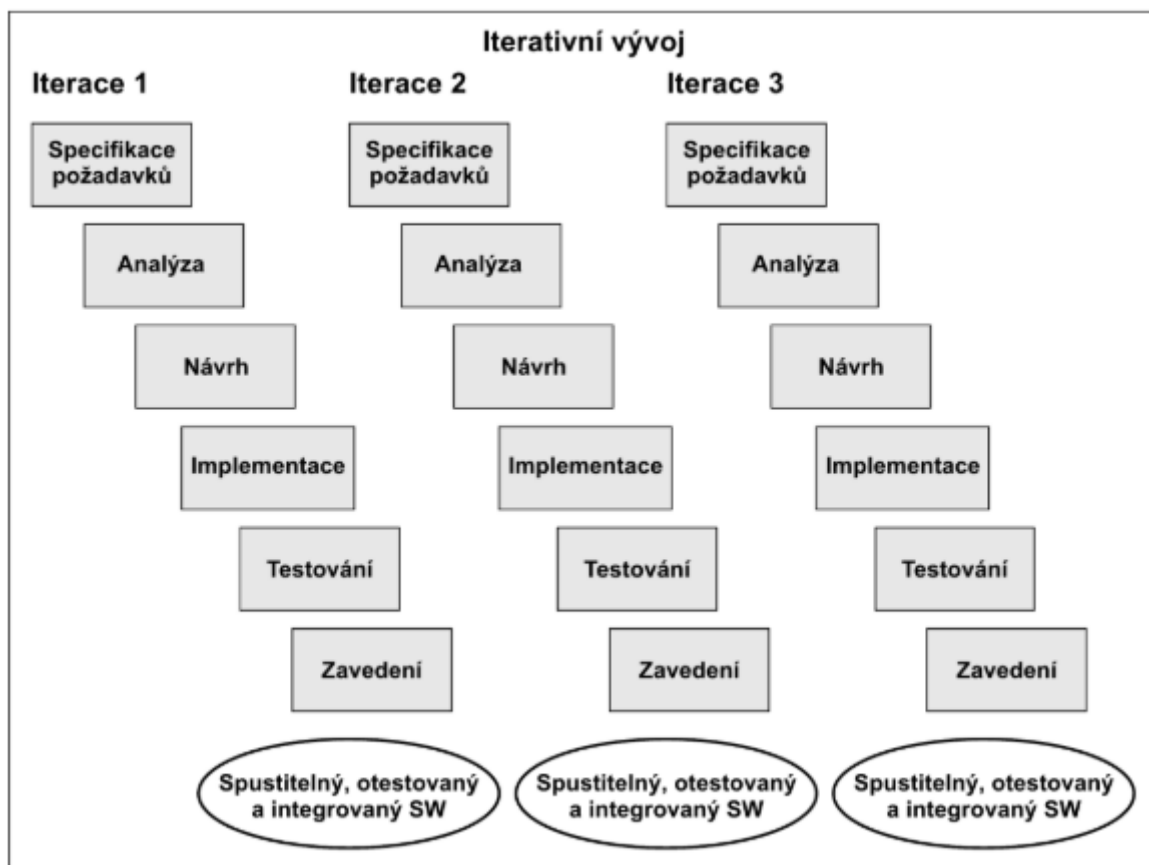 Iterativní vývoj
Iterace 1
Iterace 2
Iterace 3
Specifikace
požadavků
Specifikace
požadavků
Specifikace
požadavků
Analýza
Analýza
Analýza
Návrh
Návrh
Návrh
Implementace
Implementace
Implementace
Testování
Testování
Testování
Zavedení
Zavedení
Zavedení
Spustitelný, otestovaný
a integrovaný SW
Spustitelný, otestovaný
a integrovaný SW
Spustitelný, otestovaný
a integrovaný SW